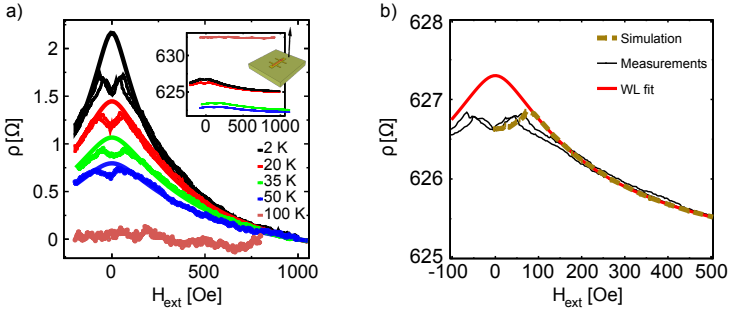 a)
ρ [Ω]
2
1.5
1
0.5
0
0
500
1000
H_ext [Oe]
633
625
0
500
1000
2 K
20 K
35 K
50 K
100 K
b)
ρ [Ω]
628
627
626
625
-100
0
100
200
300
400
500
H_ext [Oe]
Simulation
Measurements
WL fit